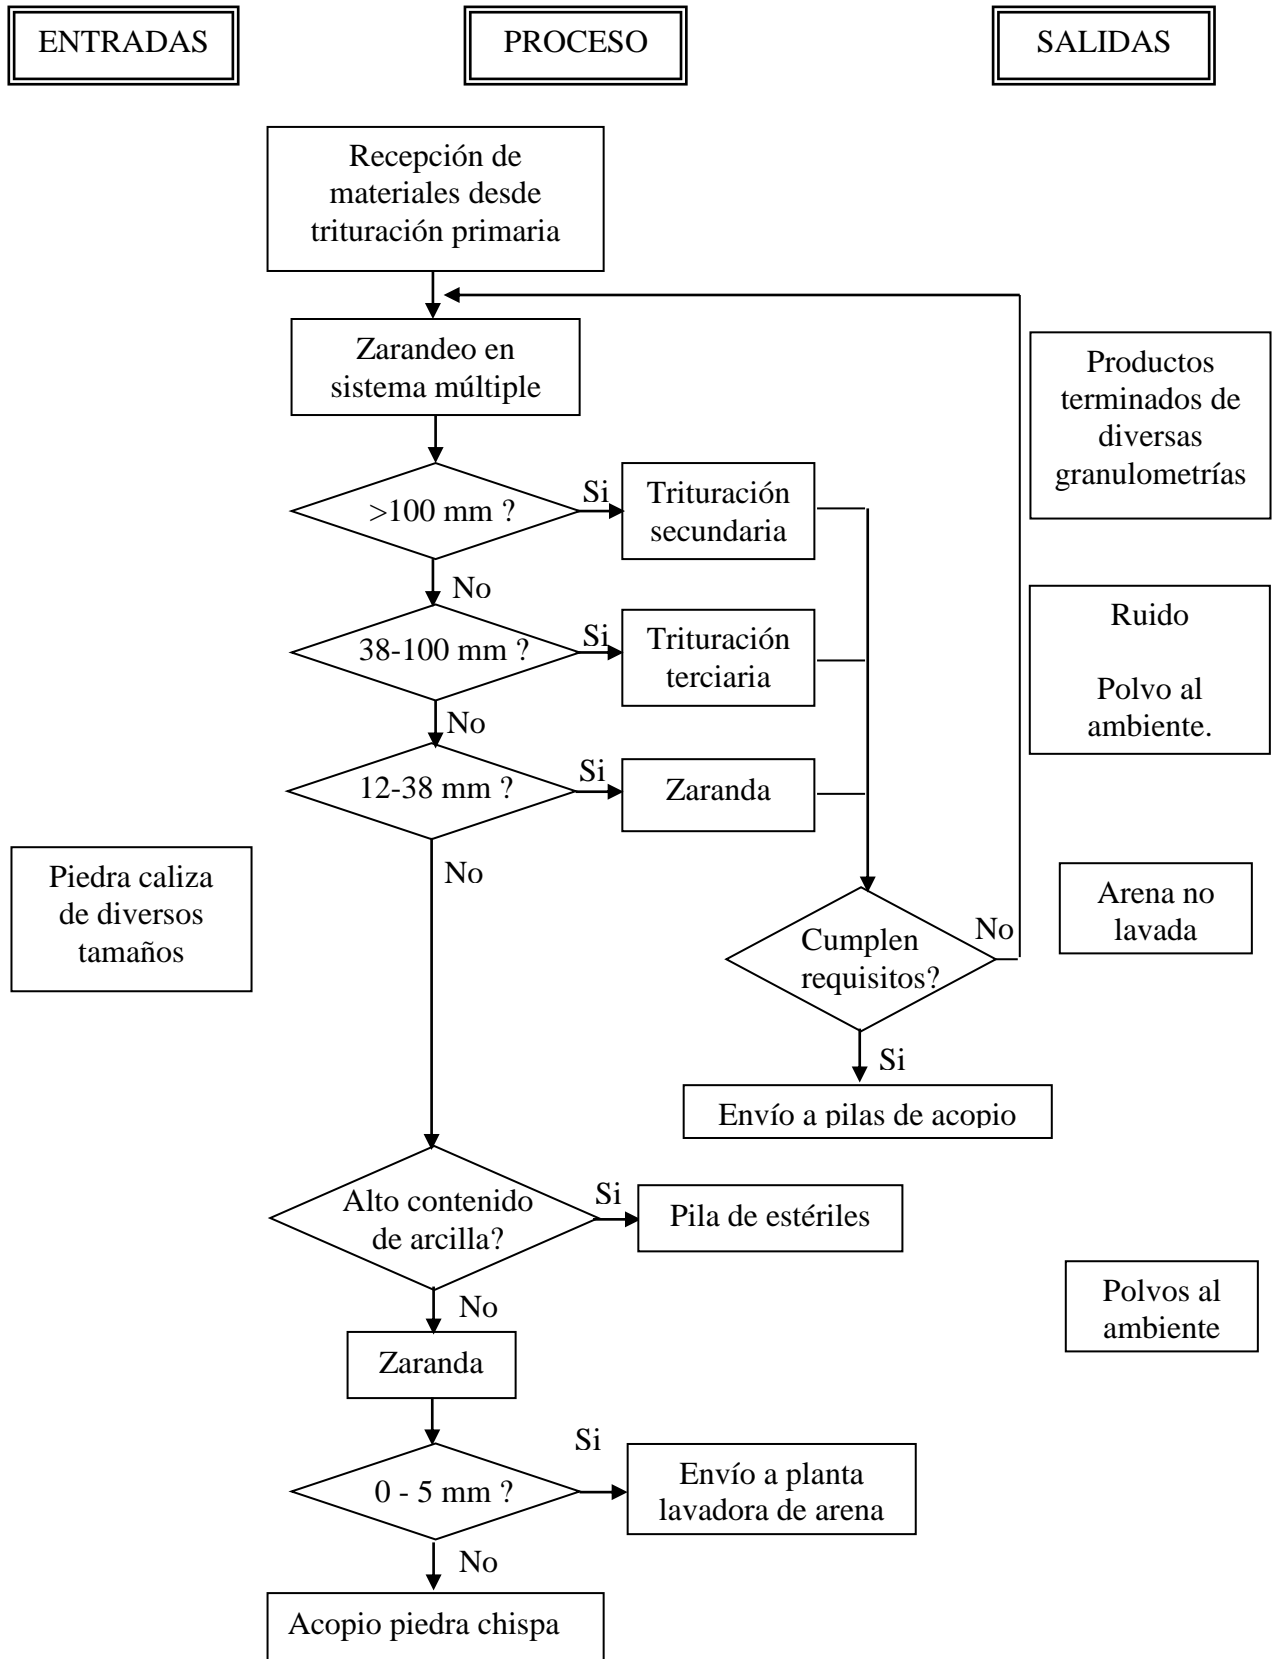 ENTRADAS
PROCESO
SALIDAS
Recepción de
materiales desde
trituración primaria
Zarandeo en
sistema múltiple
Productos
terminados de
diversas
granulometrías
>100 mm ?
Si
Trituración
secundaria
No
38-100 mm ?
Si
Trituración
terciaria
Ruido
Polvo al
ambiente.
No
12-38 mm ?
Si
Zaranda
No
Piedra caliza
de diversos
tamaños
Cumplen
requisitos?
No
Arena no
lavada
Si
Envío a pilas de acopio
Alto contenido
de arcilla?
Si
Pila de estériles
No
Polvos al
ambiente
Zaranda
0 - 5 mm ?
Si
Envío a planta
lavadora de arena
No
Acopio piedra chispa